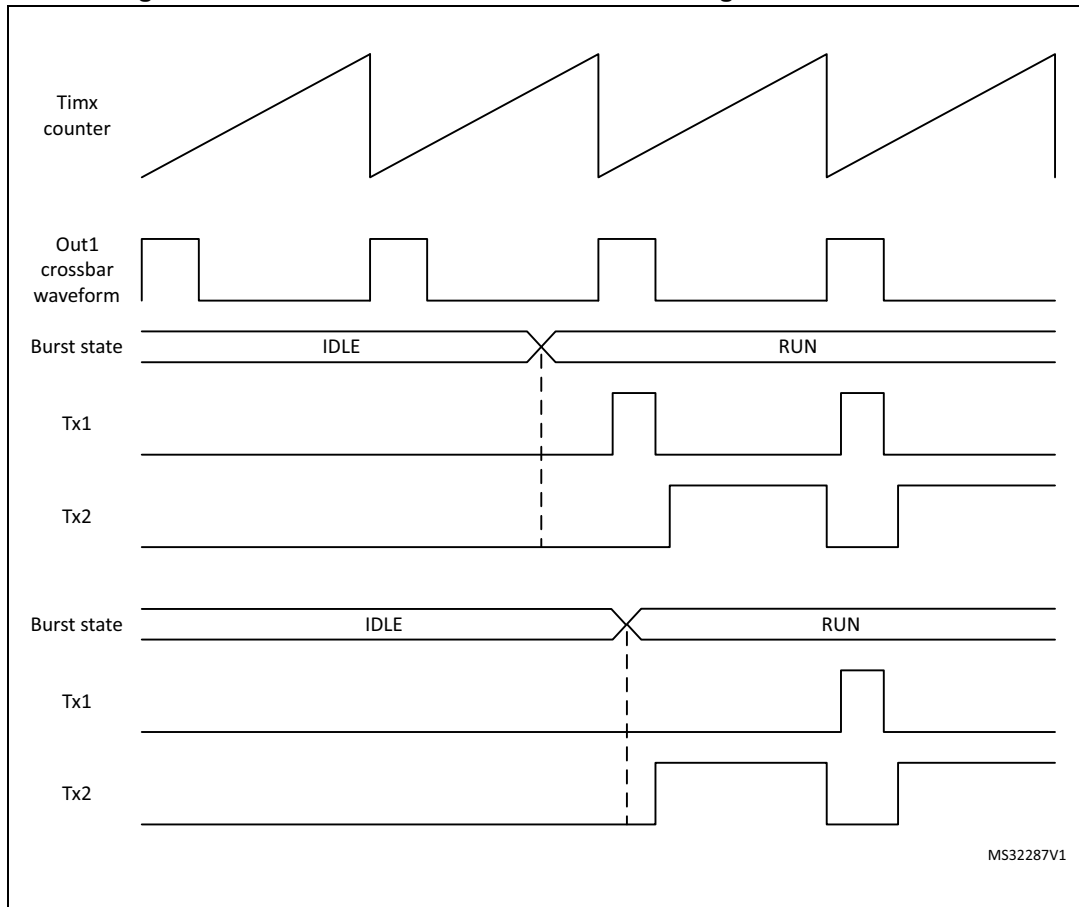 Timx
counter
Out1
crossbar
waveform
Burst state
IDLE
RUN
Tx1
Tx2
Burst state
IDLE
RUN
Tx1
Tx2
MS32287V1